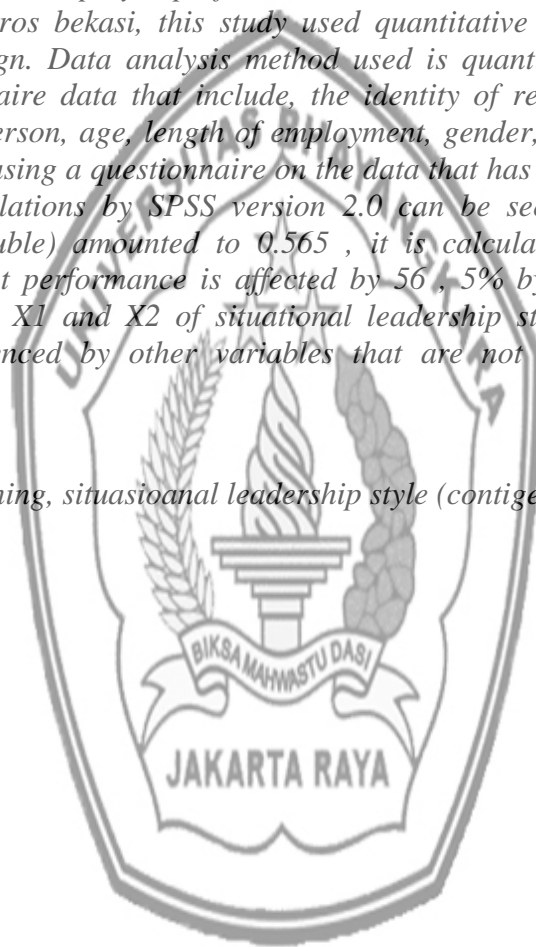 ros bekasi, this study used quantitative
gn. Data analysis method used is quant
aire data that include, the identity of re
erson, age, length of employment, gender,
using a questionnaire on the data that has
lations by SPSS version 2.0 can be see
uble) amounted to 0.565 , it is calcula
t performance is affected by 56 , 5% by
X1 and X2 of situational leadership st
enced by other variables that are not
ning, situasioanal leadership style (contige
UNIVERSITAS BHAYANGKARA
BIKSA MAHWASTU DASI
JAKARTA RAYA